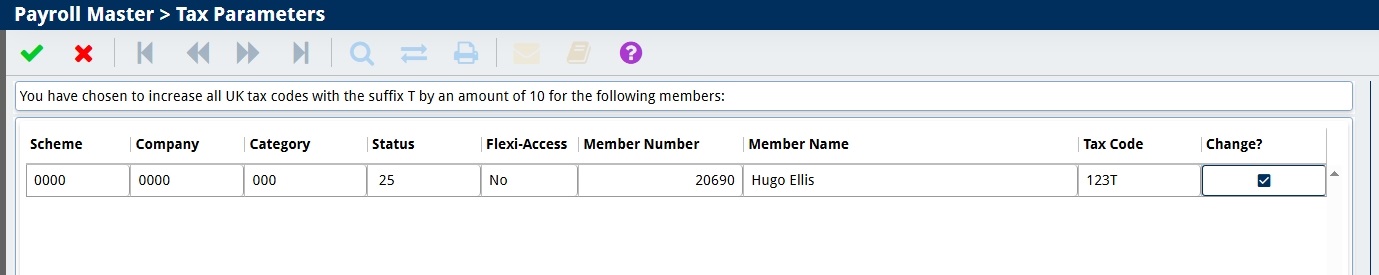 Payroll Master > Tax Parameters
?
You have chosen to increase all UK tax codes with the suffix T by an amount of 10 for the following members:
Scheme Company Category Status Flexi-Access Member Number Member Name Tax Code Change?
0000 0000 000 25 No 20690 Hugo Ellis 123T